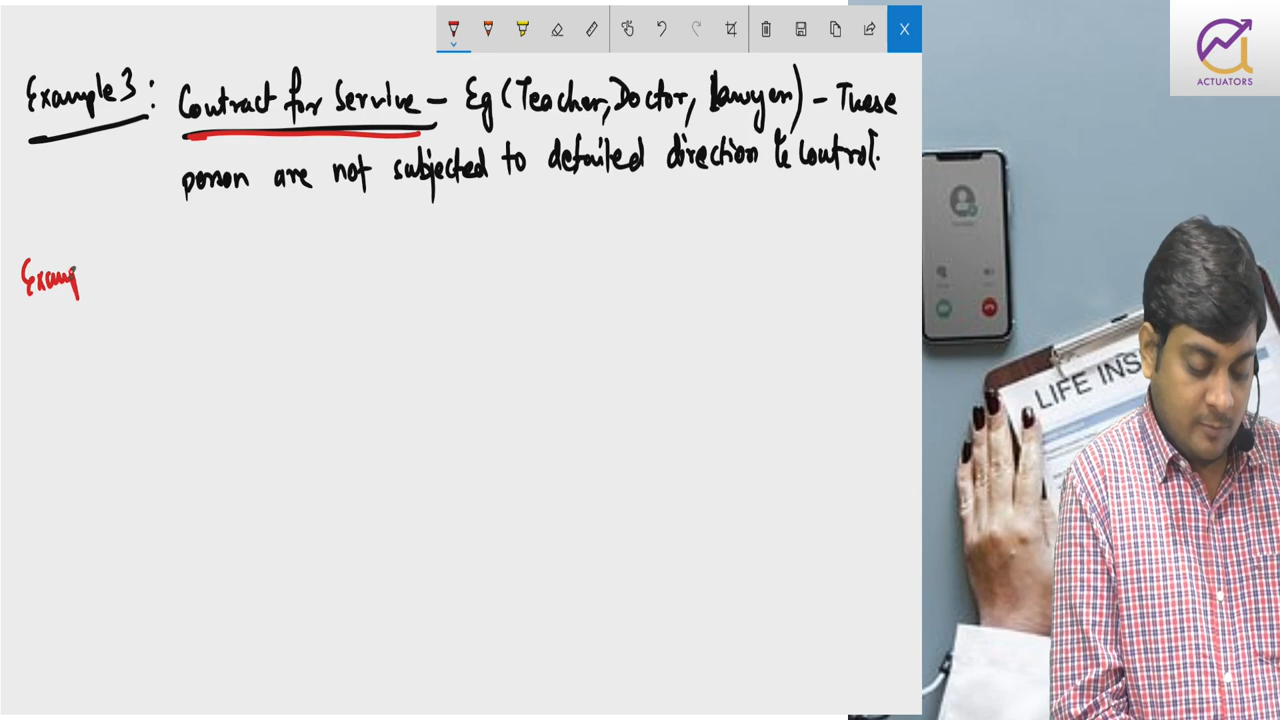 Example 3: Contract for Service - Eg (Teacher, Doctor, Lawyer) - These
person are not subjected to detailed direction & control.
Examp
LIFE INS
ACTUATORS